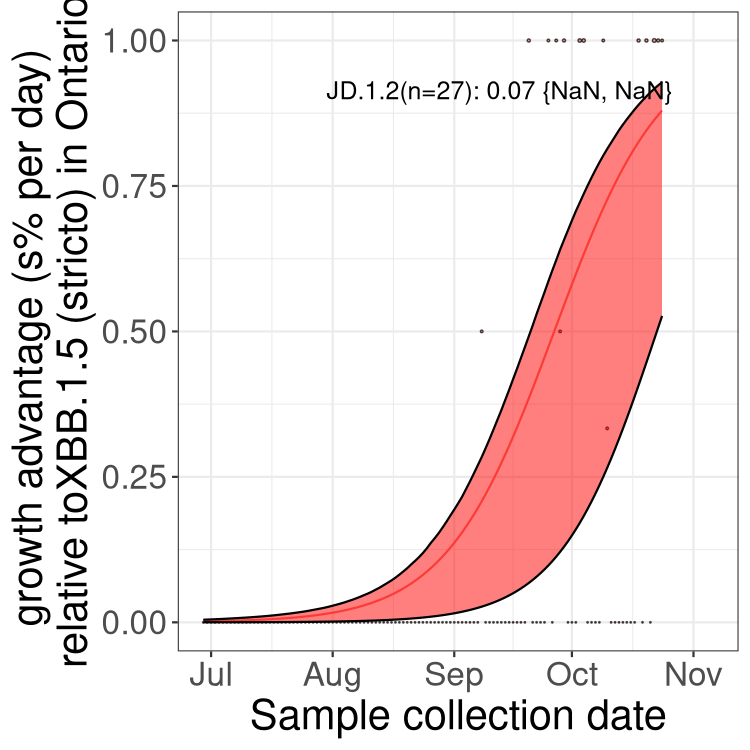 growth advantage (s% per day)
relative toXBB.1.5 (stricto) in Ontario
1.00
0.75
0.50
0.25
0.00
JD.1.2(n=27): 0.07 {NaN, NaN}
Jul Aug Sep Oct Nov
Sample collection date